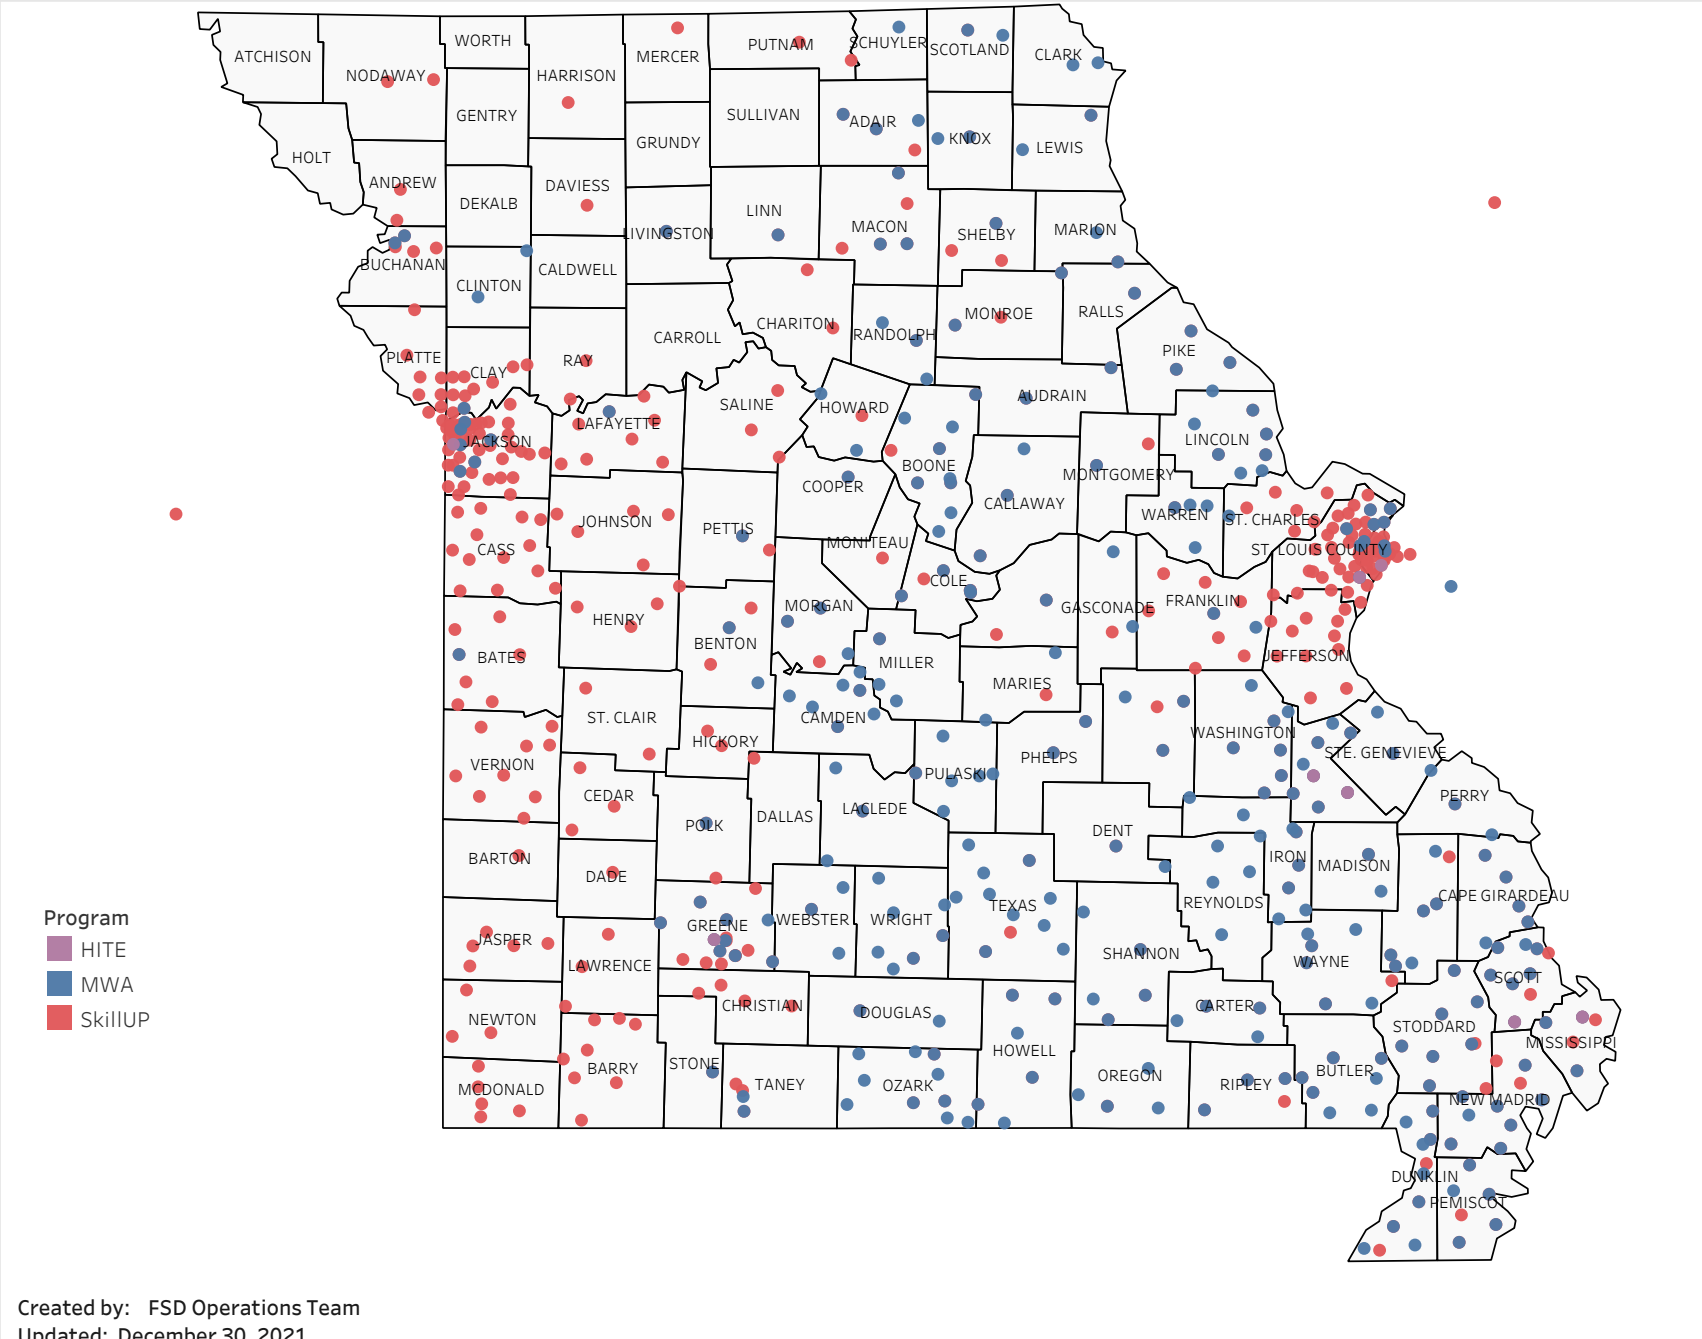 ATCHISON
NODAWAY
WORTH
HARRISON
MERCER
PUTNAM
SCHUYLER
SCOTLAND
CLARK
GENTRY
SULLIVAN
ADAIR
KNOX
LEWIS
GRUNDY
HOLT
ANDREW
DEKALB
DAVIESS
LINN
MACON
SHELBY
MARION
LIVINGSTON
BUCHANAN
CLINTON
CALDWELL
CARROLL
CHARITON
RANDOLPH
MONROE
RALLS
PIKE
PLATTE
CLAY
RAY
SALINE
HOWARD
AUDRAIN
LAFAYETTE
JACKSON
LINCOLN
BOONE
COOPER
CALLAWAY
MONTGOMERY
WARREN
ST. CHARLES
ST. LOUIS COUNTY
JOHNSON
PETTIS
MONITEAU
CASS
COLE
MORGAN
GASCONADE
FRANKLIN
HENRY
BENTON
MILLER
JEFFERSON
BATES
MARIES
ST. CLAIR
CAMDEN
HICKORY
WASHINGTON
STE. GENEVIEVE
VERNON
PULASKI
PHELPS
CEDAR
PERRY
POLK
DALLAS
LACLEDE
DENT
BARTON
DADE
IRON
MADISON
CAPE GIRARDEAU
GREENE
WEBSTER
WRIGHT
TEXAS
REYNOLDS
JASPER
LAWRENCE
SHANNON
WAYNE
SCOTT
CHRISTIAN
DOUGLAS
CARTER
NEWTON
STODDARD
MISSISSIPPI
HOWELL
STONE
BARRY
TANEY
OZARK
OREGON
RIPLEY
BUTLER
MCDONALD
NEW MADRID
DUNKLIN
PEMISCOT
Program
HITE
MWA
SkillUP
Created by: FSD Operations Team
Updated: December 30, 2021